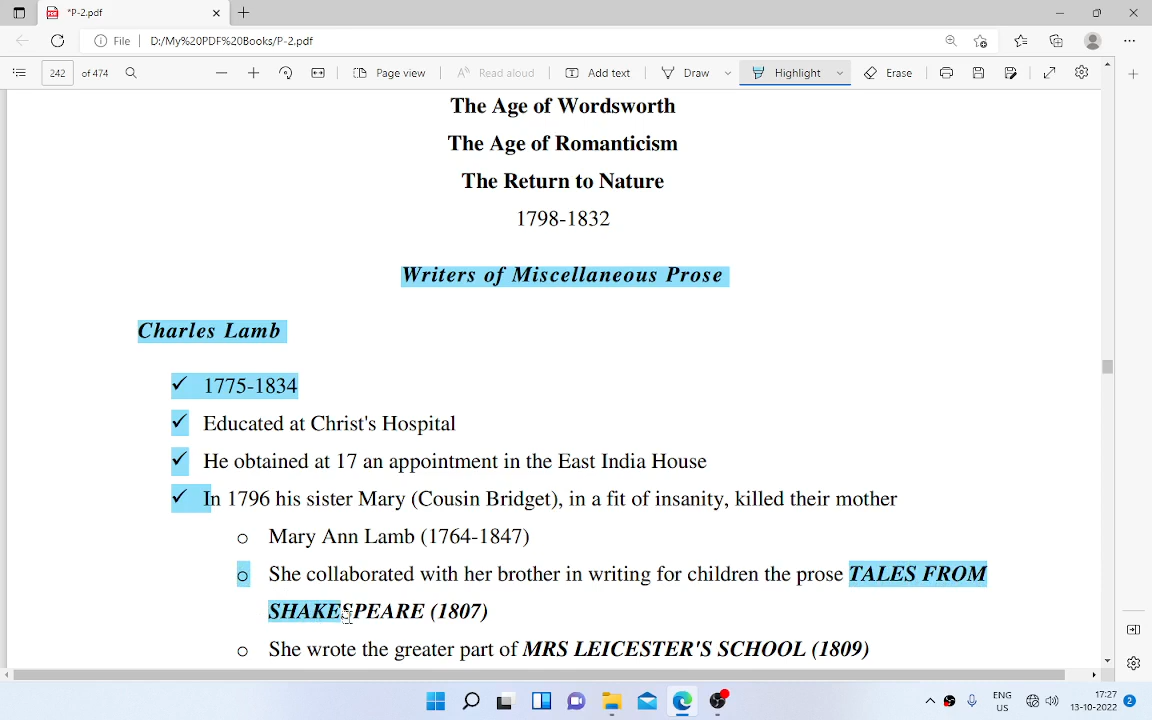 *P-2.pdf
File D:/My%20PDF%20Books/P-2.pdf
242 of 474 Page view Read aloud Add text Draw Highlight Erase
The Age of Wordsworth
The Age of Romanticism
The Return to Nature
1798-1832
Writers of Miscellaneous Prose
Charles Lamb
✓ 1775-1834
✓ Educated at Christ's Hospital
✓ He obtained at 17 an appointment in the East India House
✓ In 1796 his sister Mary (Cousin Bridget), in a fit of insanity, killed their mother
o Mary Ann Lamb (1764-1847)
o She collaborated with her brother in writing for children the prose TALES FROM
SHAKESPEARE (1807)
o She wrote the greater part of MRS LEICESTER'S SCHOOL (1809)
ENG
US
17:27
13-10-2022
2